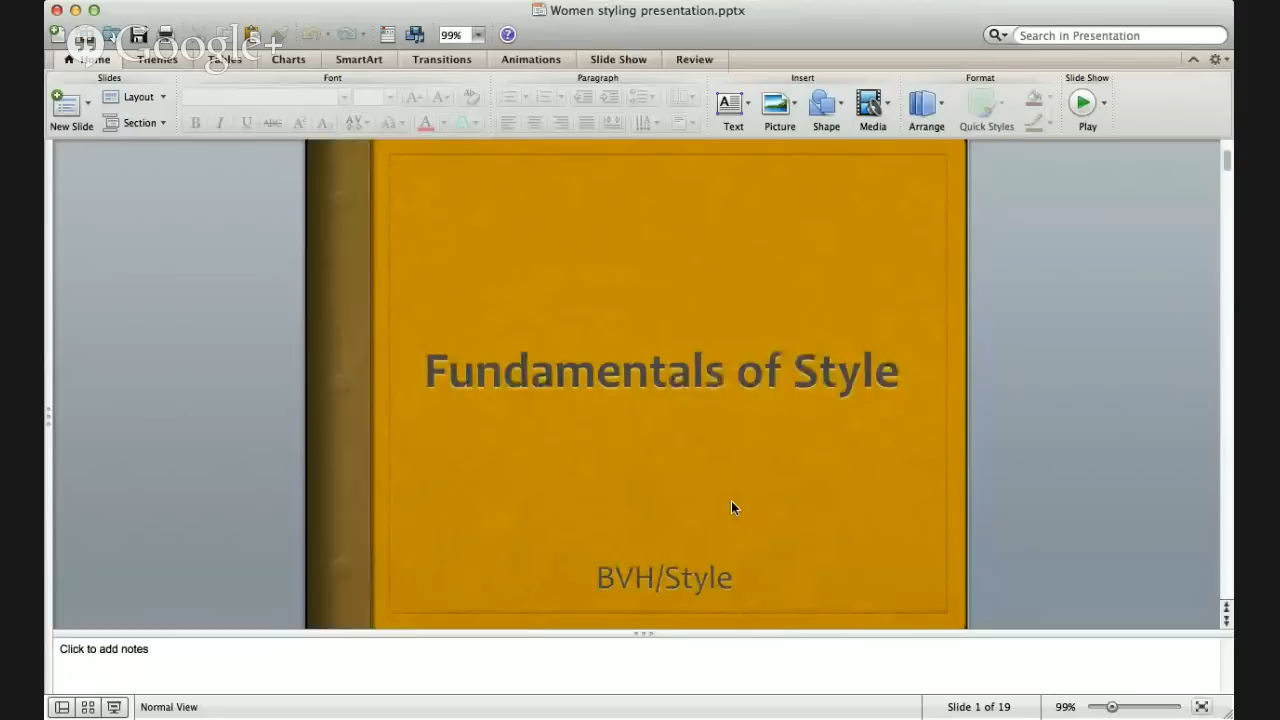 Women styling presentation.pptx
99%
Search in Presentation
Google+
Home Themes Tables Charts SmartArt Transitions Animations Slide Show Review
Slides Font Paragraph Insert Format Slide Show
Layout
Section
New Slide
B I U ABC
Text Picture Shape Media Arrange Quick Styles Play
Fundamentals of Style
BVH/Style
Click to add notes
Normal View
Slide 1 of 19
99%